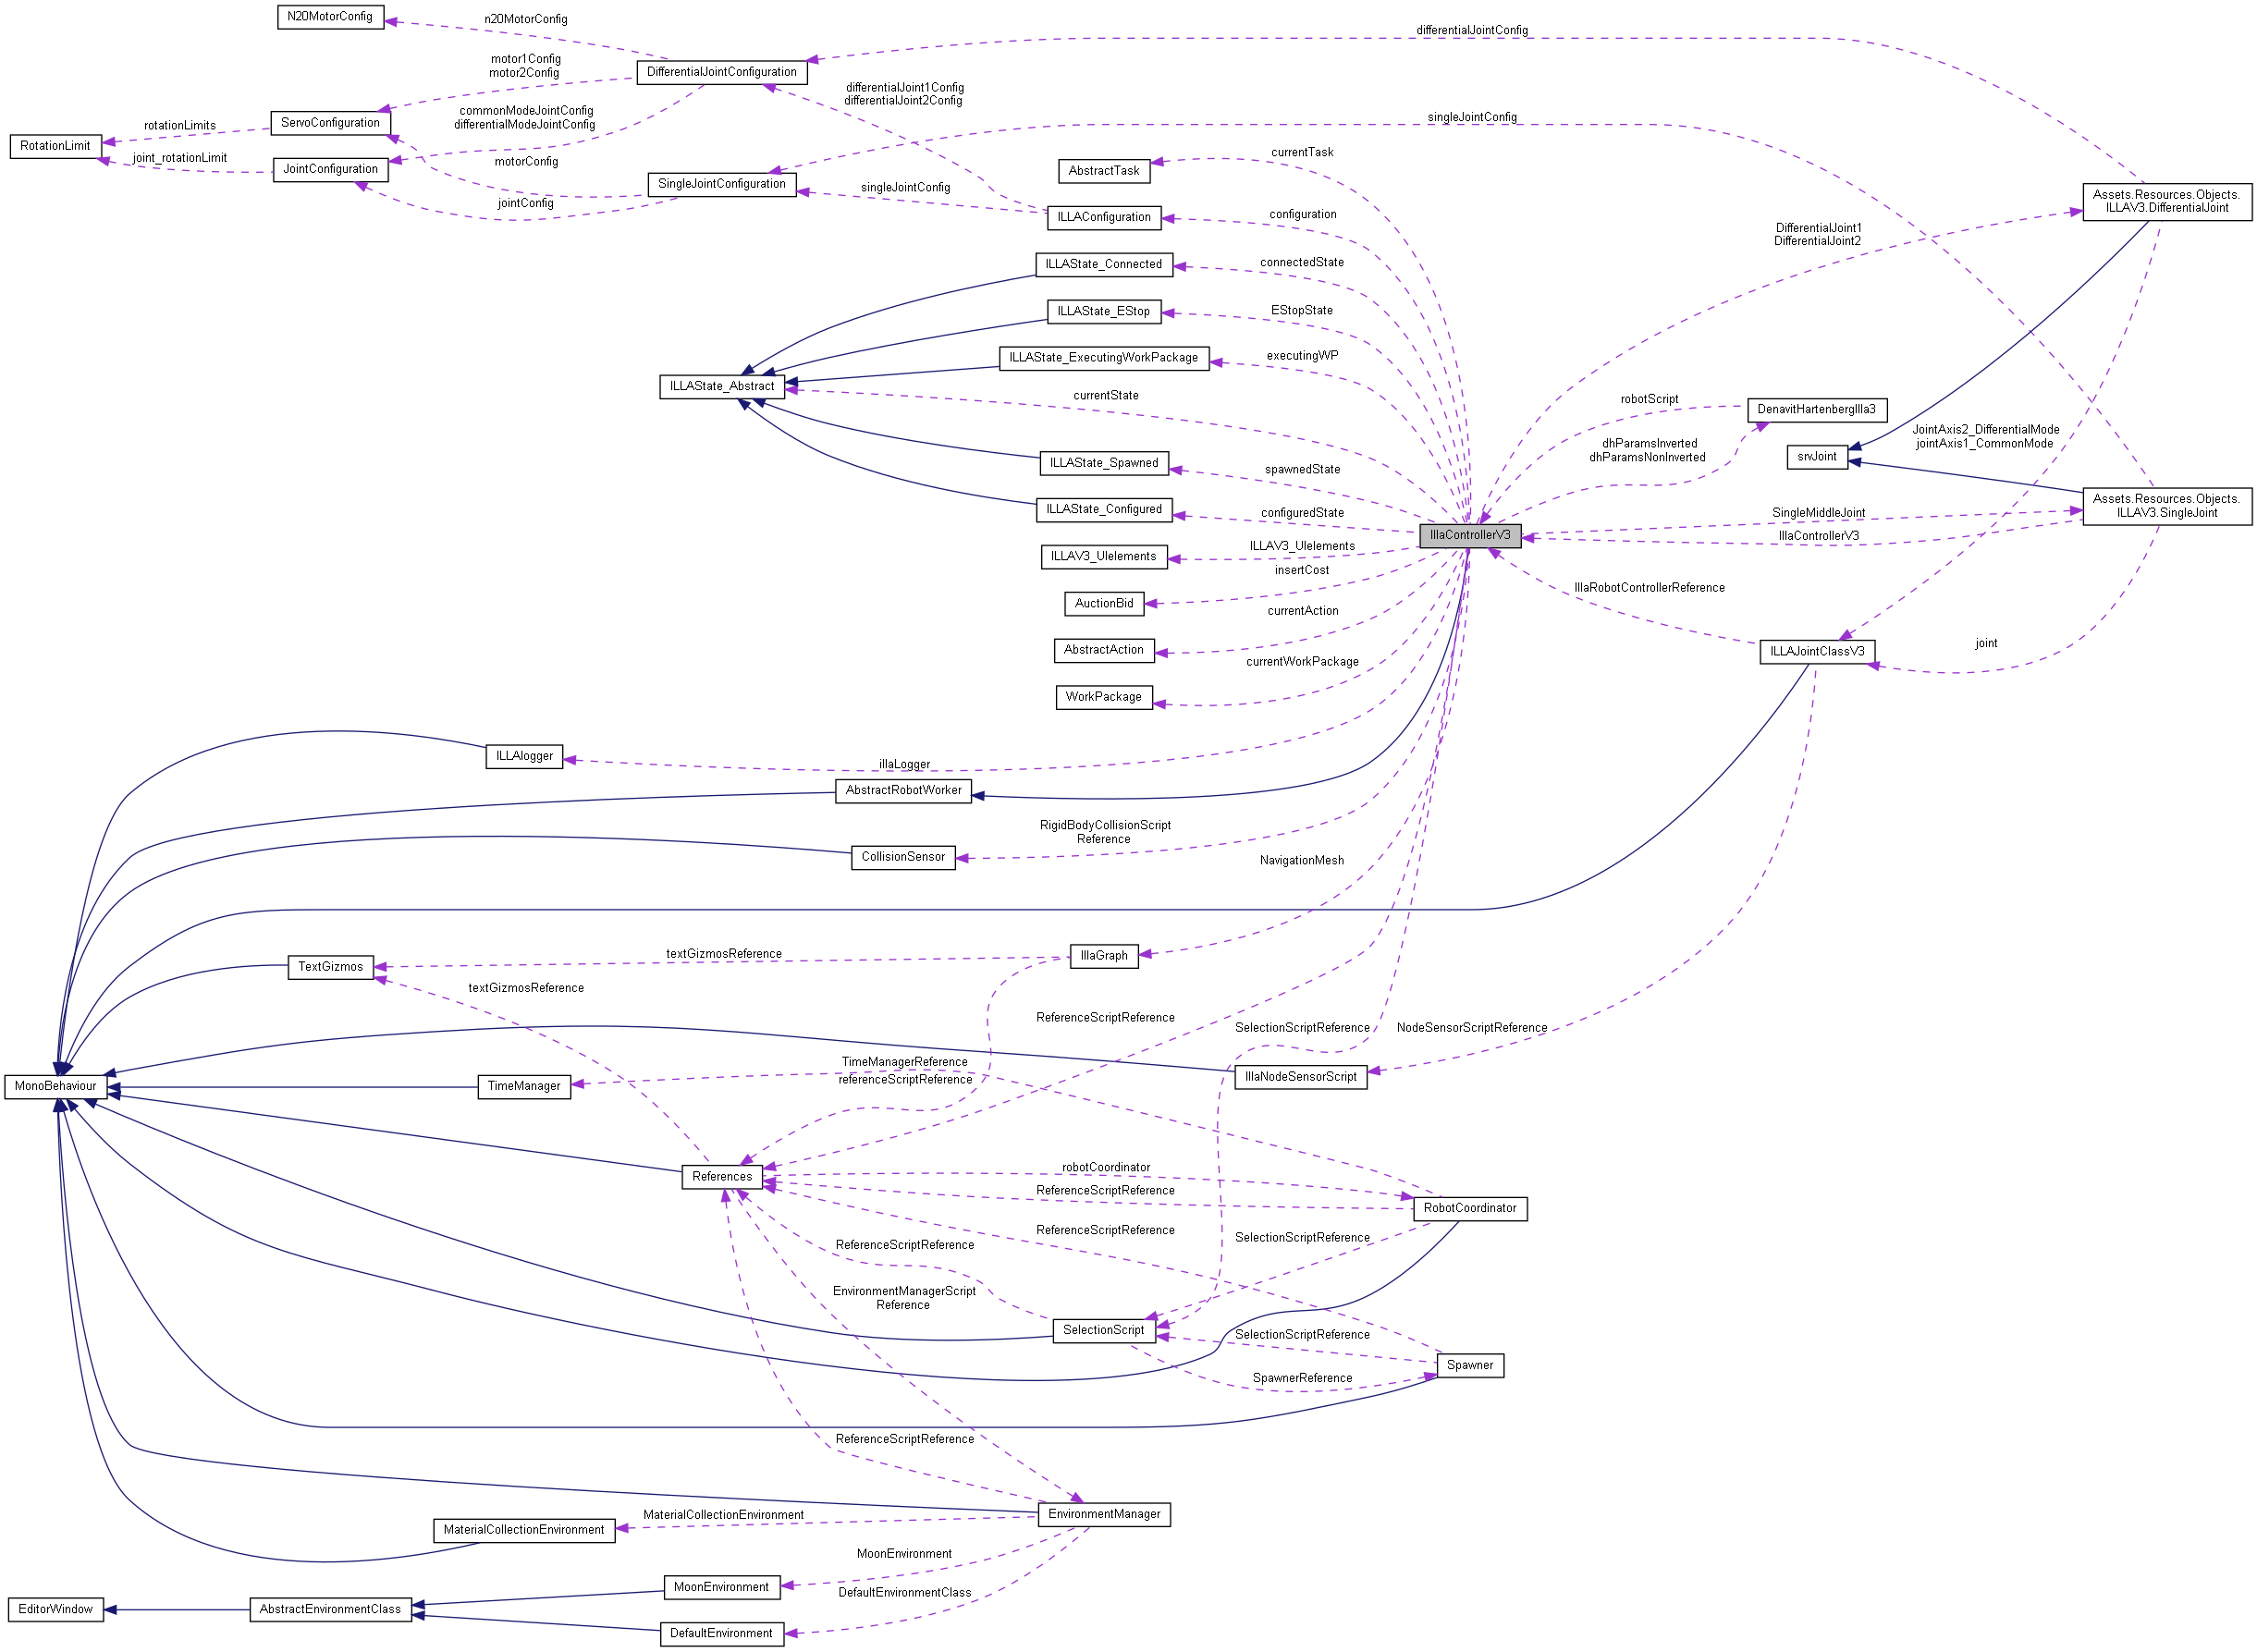 N20MotorConfig
n20MotorConfig
differentialJointConfig
motor1Config
motor2Config
DifferentialJointConfiguration
differentialJoint1Config
differentialJoint2Config
commonModeJointConfig
differentialModeJointConfig
ServoConfiguration
rotationLimits
RotationLimit
joint_rotationLimit
JointConfiguration
motorConfig
jointConfig
SingleJointConfiguration
singleJointConfig
singleJointConfig
currentTask
AbstractTask
configuration
ILLAConfiguration
Assets.Resources.Objects.
ILLAV3.DifferentialJoint
DifferentialJoint1
DifferentialJoint2
connectedState
ILLAState_Connected
EStopState
ILLAState_EStop
executingWP
ILLAState_ExecutingWorkPackage
ILLAState_Abstract
currentState
robotScript
DenavitHartenbergIlla3
dhParamsInverted
dhParamsNonInverted
JointAxis2_DifferentialMode
jointAxis1_CommonMode
srvJoint
spawnedState
ILLAState_Spawned
configuredState
ILLAState_Configured
Assets.Resources.Objects.
ILLAV3.SingleJoint
SingleMiddleJoint
IllaControllerV3
IllaControllerV3
ILLAV3_UIelements
ILLAV3_UIelements
insertCost
AuctionBid
IllaRobotControllerReference
currentAction
AbstractAction
ILLAJointClassV3
joint
currentWorkPackage
WorkPackage
ILLAlogger
illaLogger
AbstractRobotWorker
RigidBodyCollisionScript
Reference
CollisionSensor
NavigationMesh
textGizmosReference
IllaGraph
TextGizmos
textGizmosReference
ReferenceScriptReference
SelectionScriptReference
NodeSensorScriptReference
TimeManagerReference
referenceScriptReference
IllaNodeSensorScript
MonoBehaviour
TimeManager
robotCoordinator
References
ReferenceScriptReference
RobotCoordinator
ReferenceScriptReference
SelectionScriptReference
ReferenceScriptReference
EnvironmentManagerScript
Reference
SelectionScript
SelectionScriptReference
Spawner
SpawnerReference
ReferenceScriptReference
EnvironmentManager
MaterialCollectionEnvironment
MaterialCollectionEnvironment
MoonEnvironment
MoonEnvironment
DefaultEnvironmentClass
EditorWindow
AbstractEnvironmentClass
DefaultEnvironment